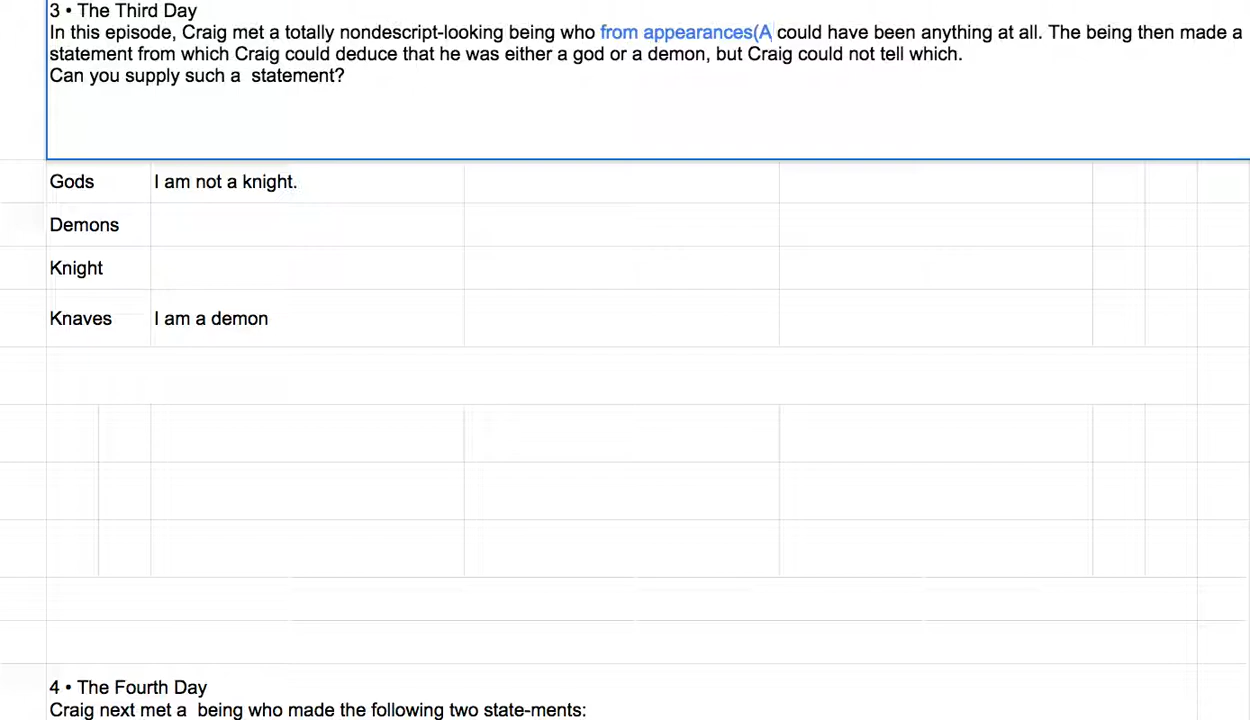 3 • The Third Day
In this episode, Craig met a totally nondescript-looking being who from appearances(A could have been anything at all. The being then made a
statement from which Craig could deduce that he was either a god or a demon, but Craig could not tell which.
Can you supply such a  statement?
Gods I am not a knight.
Demons
Knight
Knaves I am a demon
4 • The Fourth Day
Craig next met a  being who made the following two state-ments: